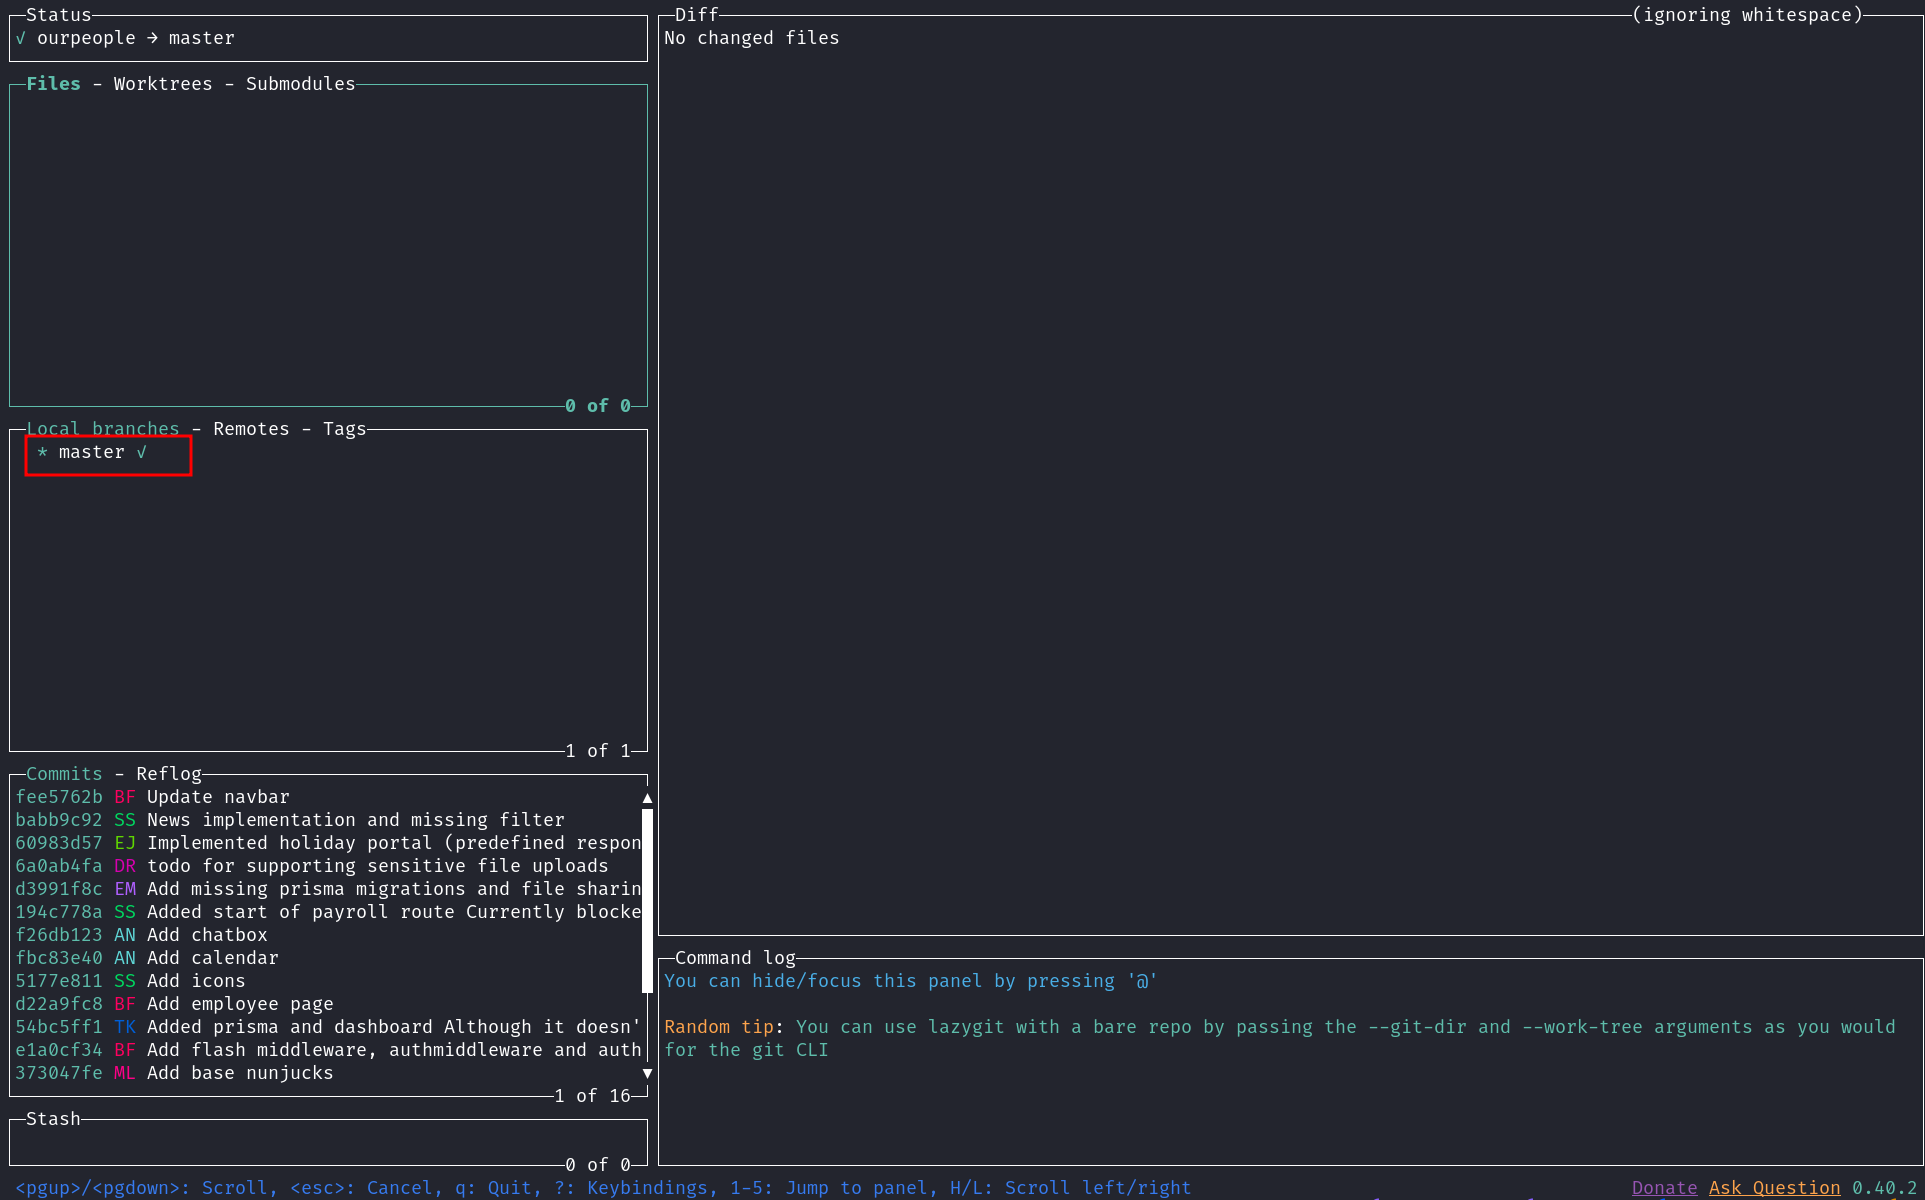 Status
√ ourpeople → master
Files - Worktrees - Submodules
0 of 0
Local branches - Remotes - Tags
* master √
1 of 1
Commits - Reflog
fee5762b BF Update navbar
babb9c92 SS News implementation and missing filter
60983d57 EJ Implemented holiday portal (predefined respon
6a0ab4fa DR todo for supporting sensitive file uploads
d3991f8c EM Add missing prisma migrations and file sharin
194c778a SS Added start of payroll route Currently blocke
f26db123 AN Add chatbox
fbc83e40 AN Add calendar
5177e811 SS Add icons
d22a9fc8 BF Add employee page
54bc5ff1 TK Added prisma and dashboard Although it doesn'
e1a0cf34 BF Add flash middleware, authmiddleware and auth
373047fe ML Add base nunjucks
1 of 16
Stash
0 of 0
Diff (ignoring whitespace)
No changed files
Command log
You can hide/focus this panel by pressing '@'
Random tip: You can use lazygit with a bare repo by passing the --git-dir and --work-tree arguments as you would
for the git CLI
<pgup>/<pgdown>: Scroll, <esc>: Cancel, q: Quit, ?: Keybindings, 1-5: Jump to panel, H/L: Scroll left/right
Donate Ask Question 0.40.2